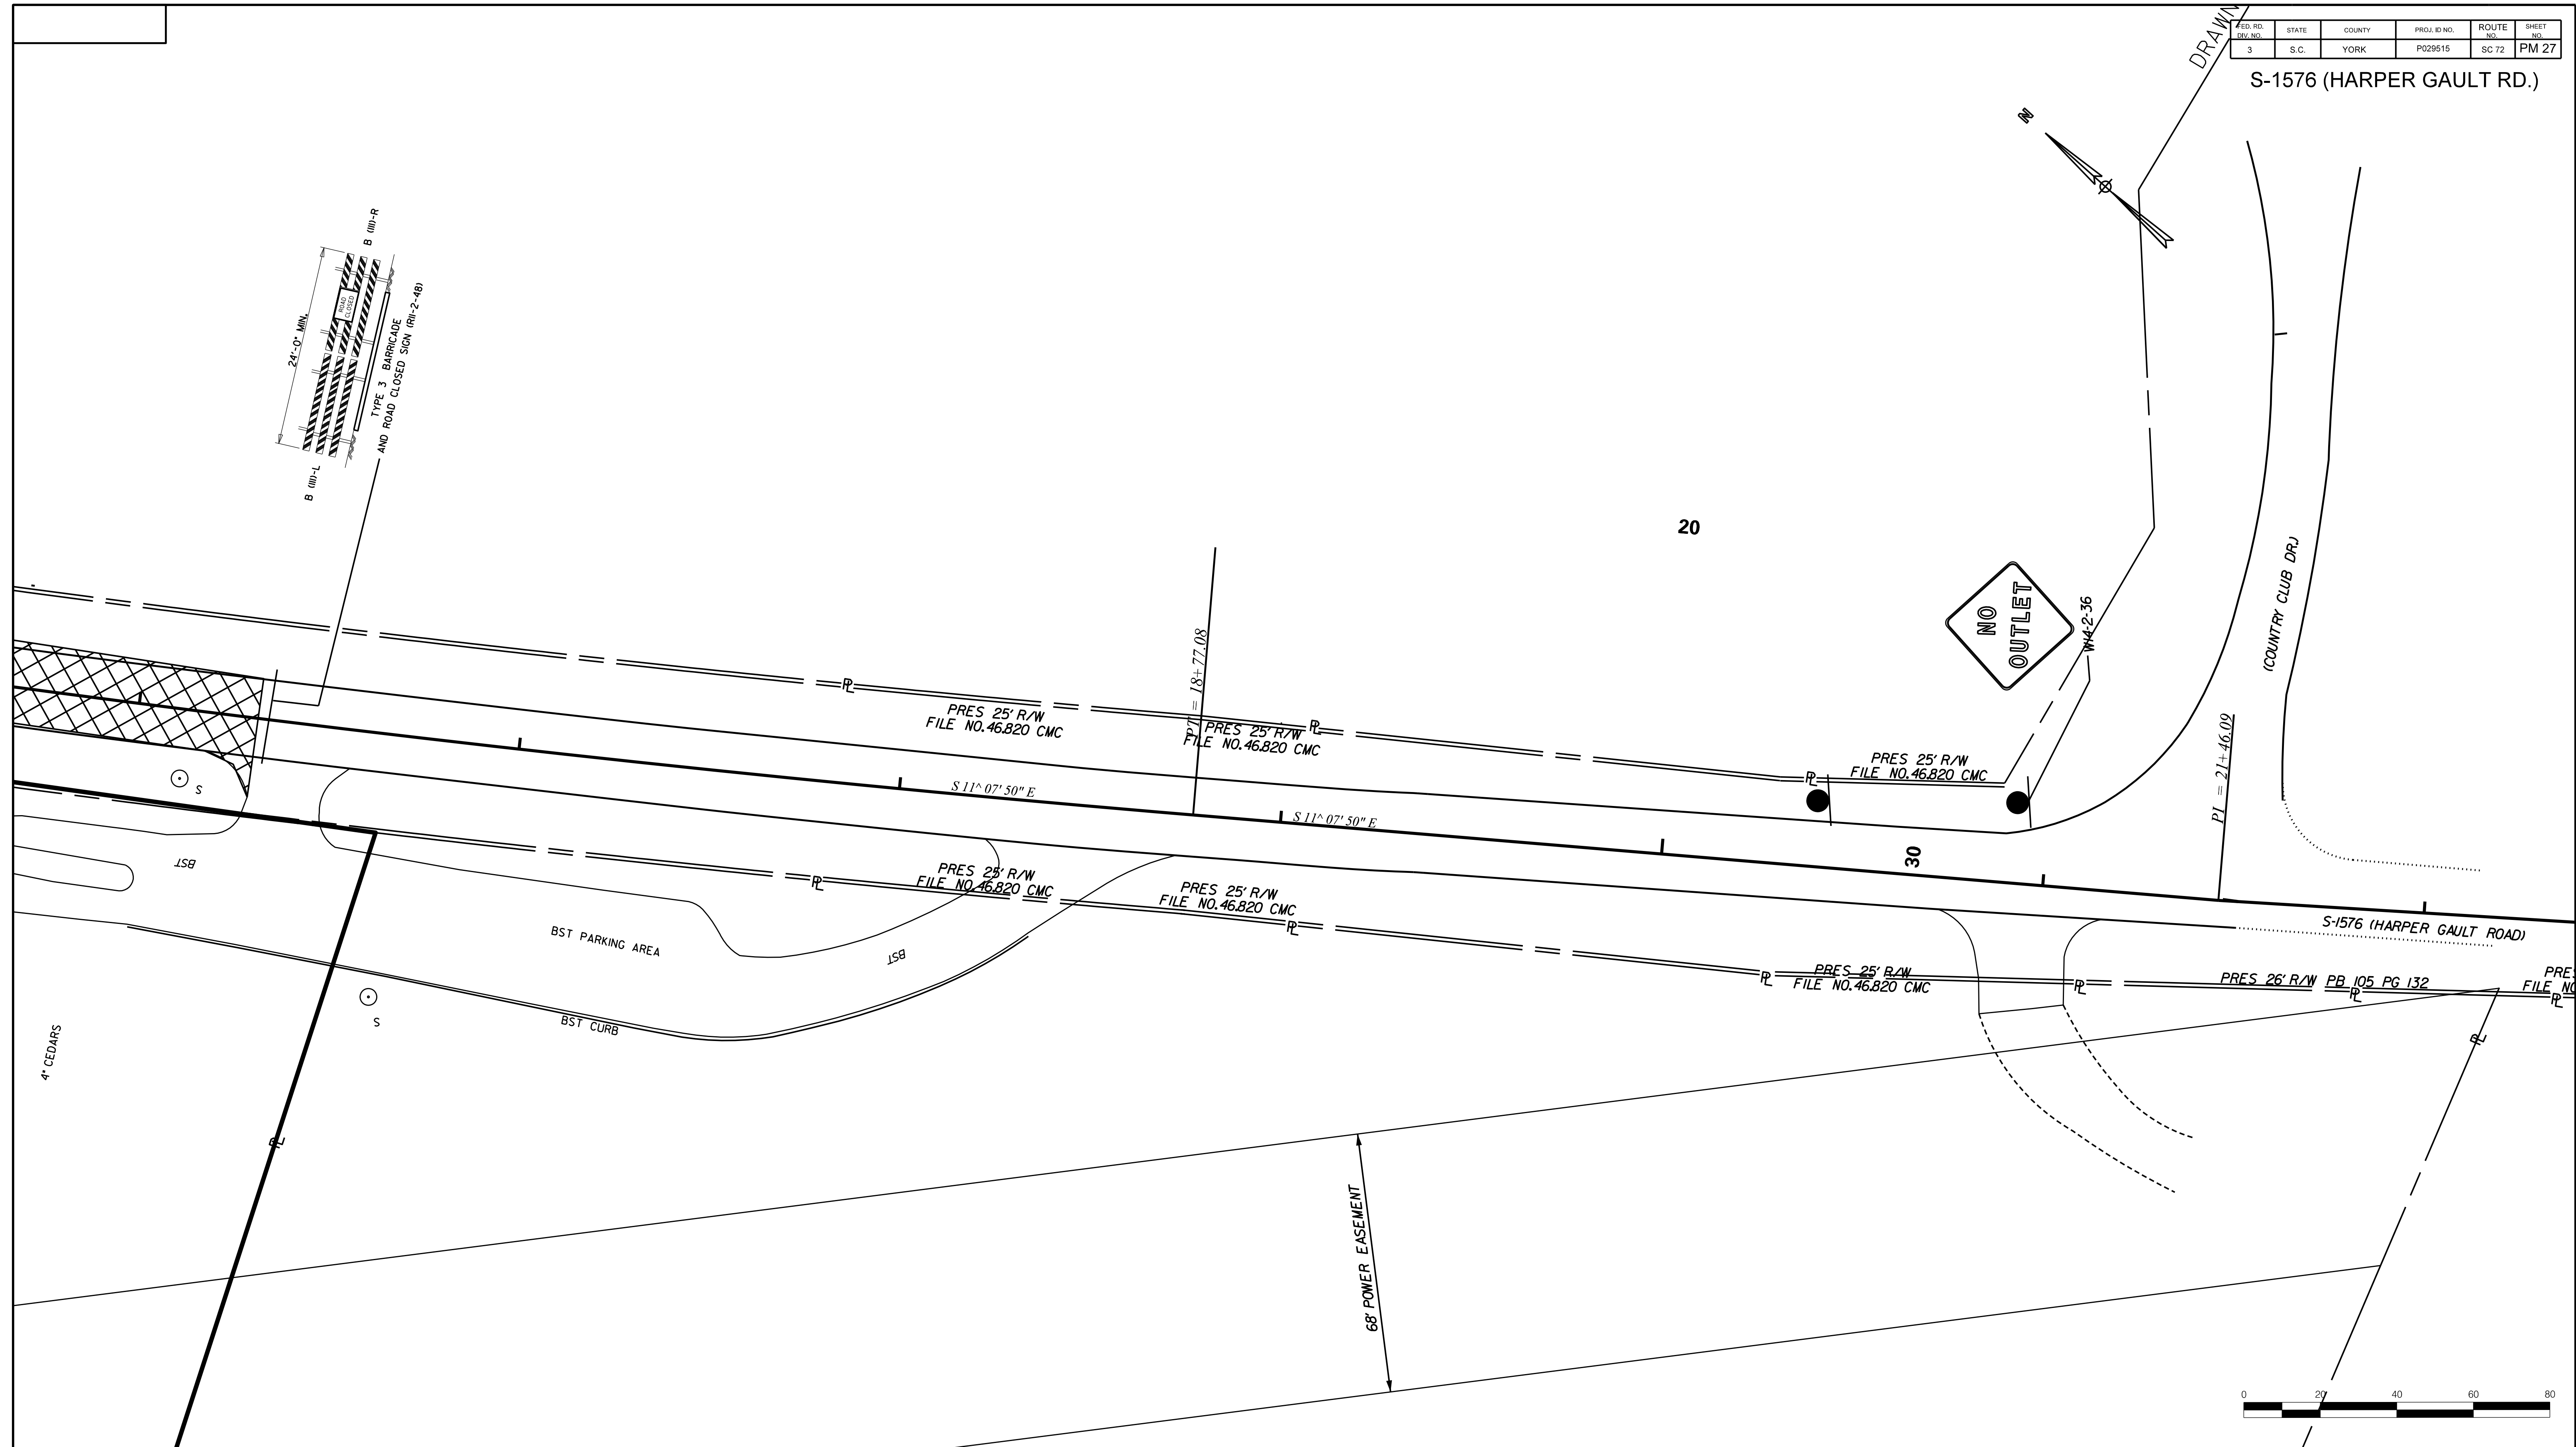 DRAWN
FED. RD. DIV. NO.
STATE
COUNTY
PROJ. ID NO.
ROUTE NO.
SHEET NO.
3
S.C.
YORK
P029515
SC 72
PM 27
S-1576 (HARPER GAULT RD.)
N
B (III)-R
24'-0" MIN.
ROAD
CLOSED
TYPE 3 BARRICADE
AND ROAD CLOSED SIGN (R11-2-48)
B (III)-L
20
NO
OUTLET
W14-2-36
(COUNTRY CLUB DR.)
PT = 18+77.08
PI = 21+46.09
PL
PRES 25' R/W
FILE NO. 46.820 CMC
PL
PRES 25' R/W
FILE NO. 46.820 CMC
PL
PRES 25' R/W
FILE NO. 46.820 CMC
S 11^ 07' 50" E
S 11^ 07' 50" E
30
S
BST
PL
PRES 25' R/W
FILE NO. 46.820 CMC
PRES 25' R/W
FILE NO. 46.820 CMC
PL
S-1576 (HARPER GAULT ROAD)
PL
PRES 25' R/W
FILE NO. 46.820 CMC
PL
PRES 26' R/W PB 105 PG 132
PL
PRES
FILE NO
PL
BST PARKING AREA
BST
S
BST CURB
4" CEDARS
PL
PL
68' POWER EASEMENT
0 20 40 60 80